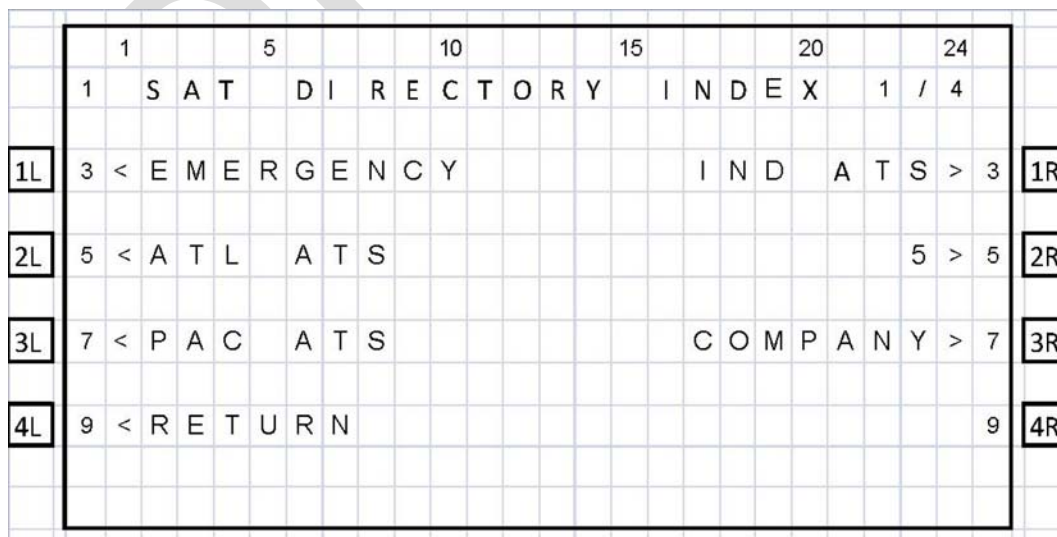 1 5 10 15 20 24
1 SAT DIRECTORY INDEX 1/4
1L 3 <EMERGENCY IND ATS> 3 1R
2L 5 <ATL ATS 5> 5 2R
3L 7 <PAC ATS COMPANY> 7 3R
4L 9 <RETURN 9 4R